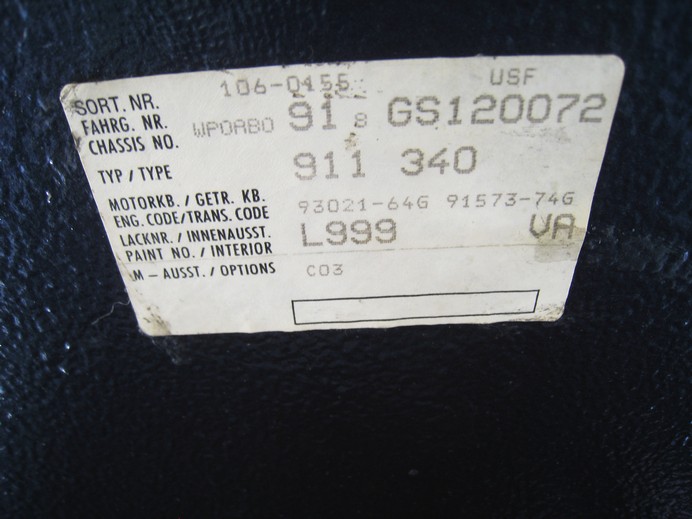 106-0455 USF
SORT. NR.
FAHRG. NR.
CHASSIS NO. WP0AB0 91 8 GS120072
TYP / TYPE 911 340
MOTORKB. / GETR. KB.
ENG. CODE/TRANS. CODE 93021-64G 91573-74G
LACKNR. / INNENAUSST.
PAINT NO. / INTERIOR L999 VA
M – AUSST. / OPTIONS C03